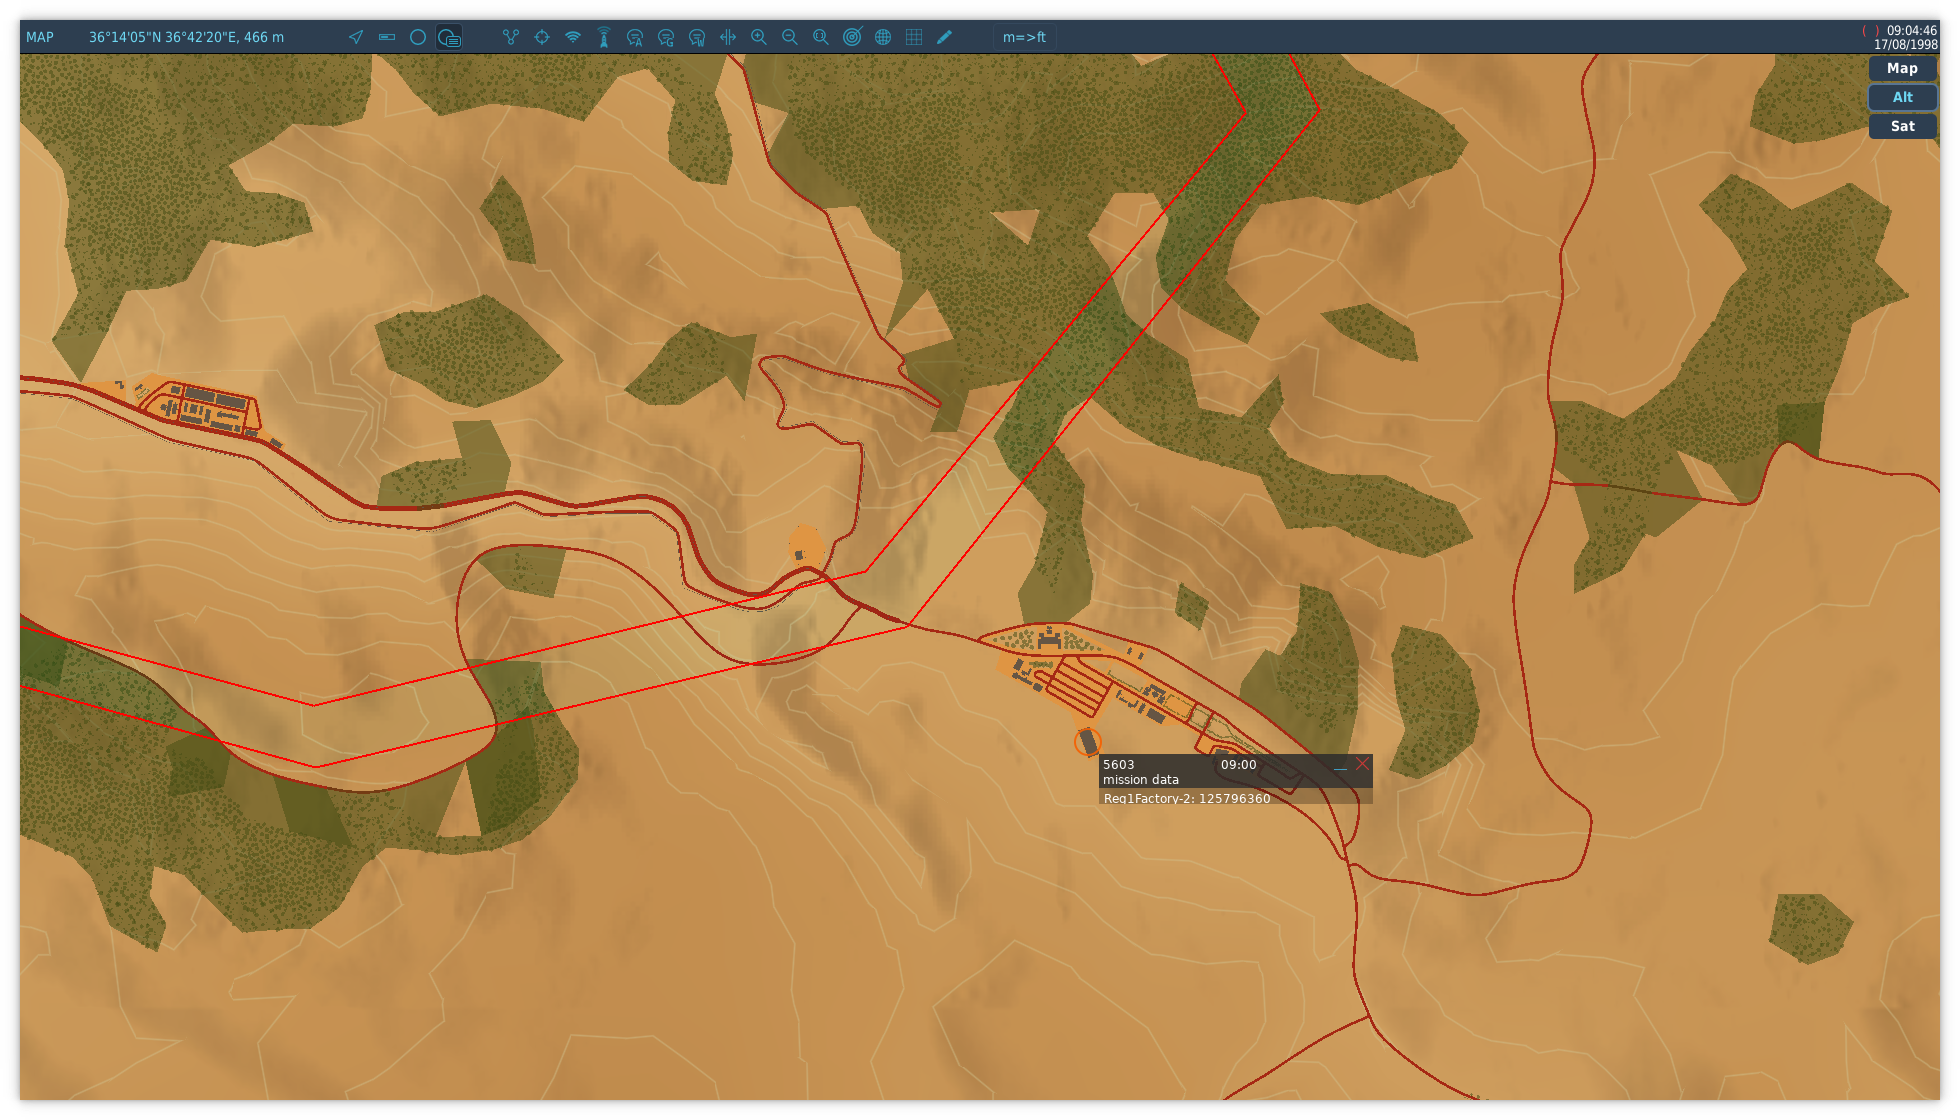 MAP 36°14'05"N 36°42'20"E, 466 m m=>ft ( ) 09:04:46
17/08/1998
Map
Alt
Sat
5603 09:00
mission data
Reg1Factory-2: 125796360